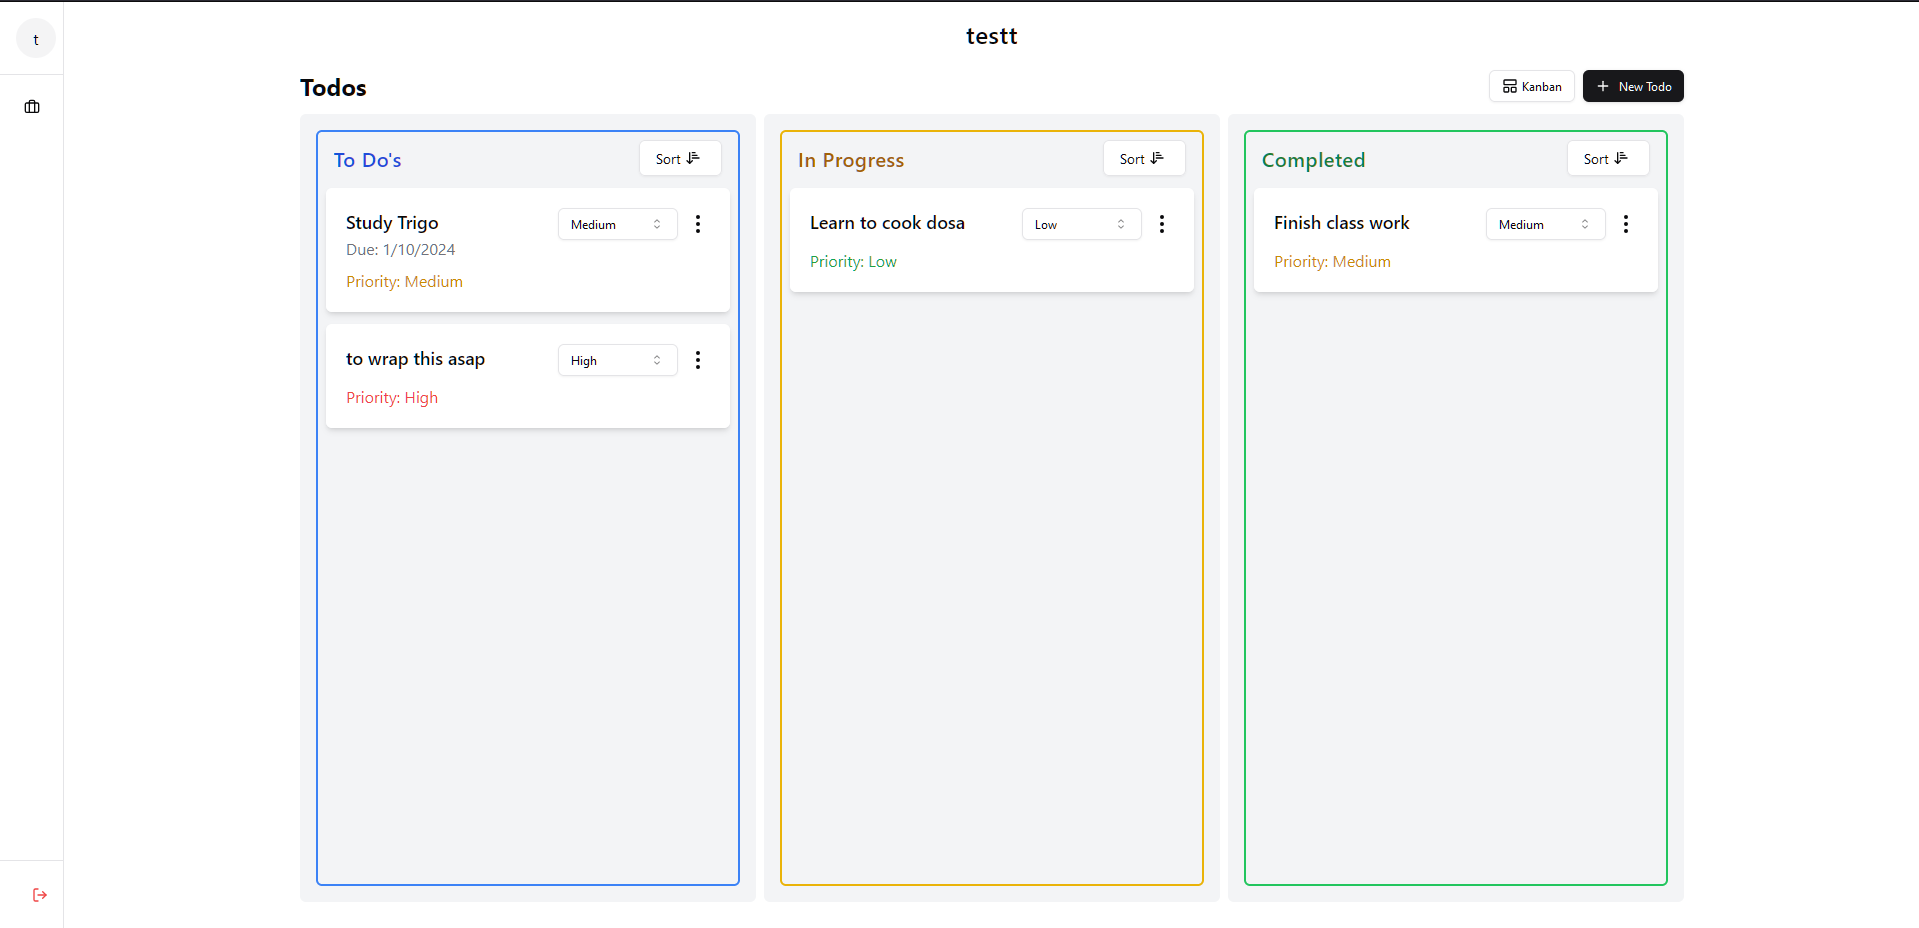 t
testt
Todos
Kanban
New Todo
To Do's
Sort
Study Trigo
Medium
Due: 1/10/2024
Priority: Medium
to wrap this asap
High
Priority: High
In Progress
Sort
Learn to cook dosa
Low
Priority: Low
Completed
Sort
Finish class work
Medium
Priority: Medium